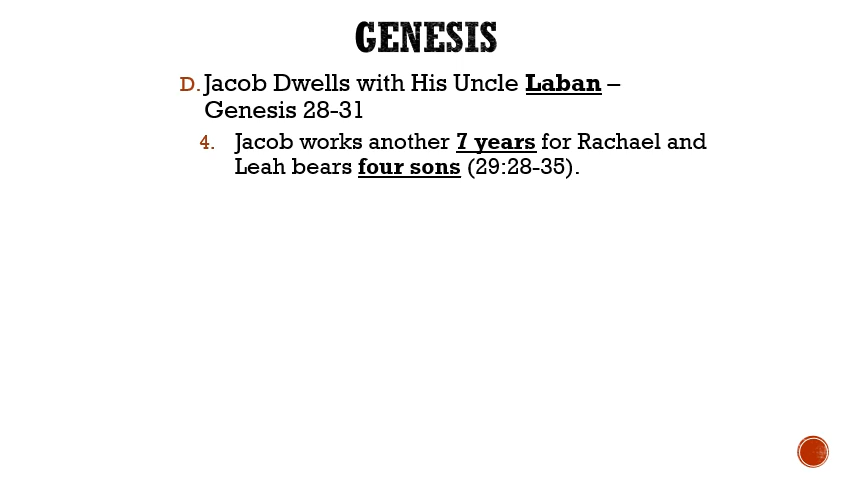 GENESIS
D. Jacob Dwells with His Uncle Laban –
Genesis 28-31
4. Jacob works another 7 years for Rachael and
Leah bears four sons (29:28-35).